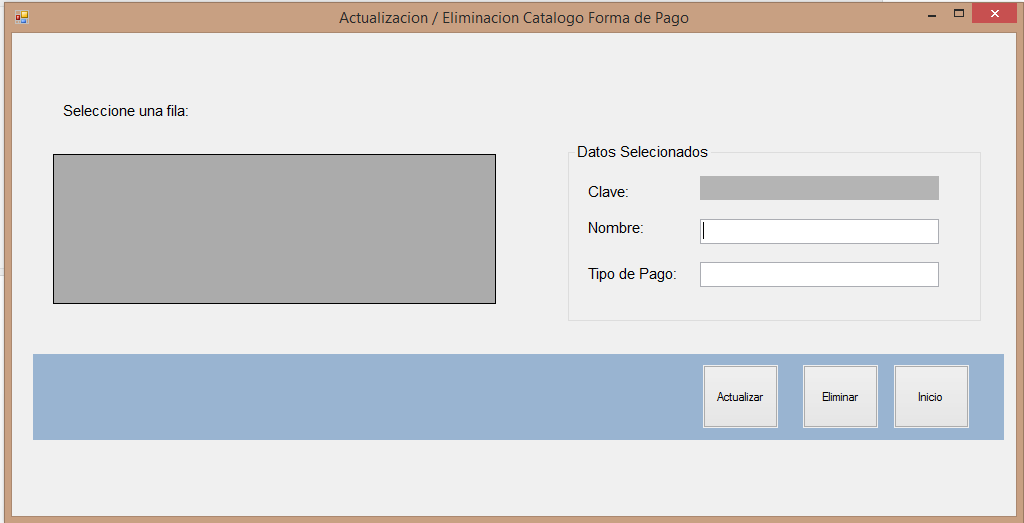 Actualizacion / Eliminacion Catalogo Forma de Pago
Seleccione una fila:
Datos Selecionados
Clave:
Nombre:
Tipo de Pago:
Actualizar
Eliminar
Inicio